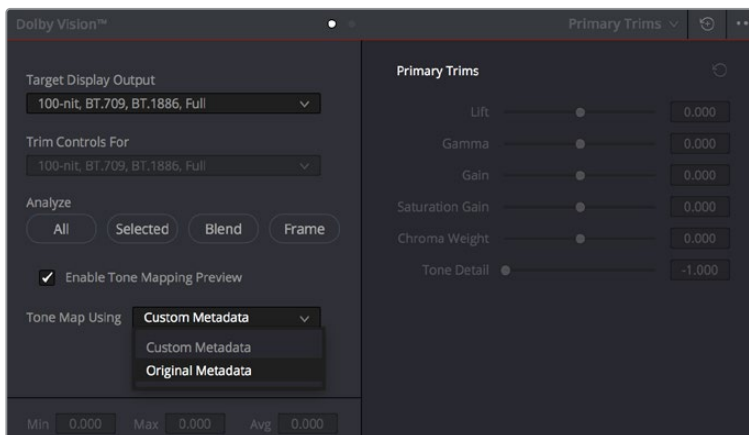 Dolby Vision™
Primary Trims
Target Display Output
100-nit, BT.709, BT.1886, Full
Trim Controls For
100-nit, BT.709, BT.1886, Full
Analyze
All Selected Blend Frame
Enable Tone Mapping Preview
Tone Map Using Custom Metadata
Custom Metadata
Original Metadata
Min 0.000 Max 0.000 Avg 0.000
Primary Trims
Lift 0.000
Gamma 0.000
Gain 0.000
Saturation Gain 0.000
Chroma Weight 0.000
Tone Detail -1.000